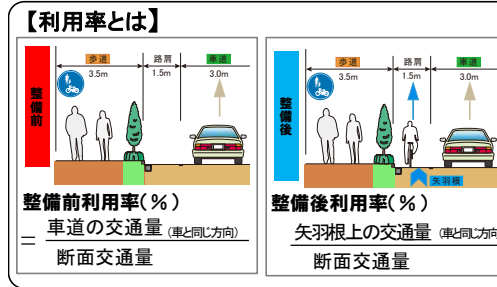 【利用率とは】
整備前
歩道
路肩
車道
3.5m
1.5m
3.0m
整備前利用率(%)
= 車道の交通量 (車と同じ方向)
断面交通量
整備後
歩道
路肩
車道
3.5m
1.5m
3.0m
矢羽根
整備後利用率(%)
矢羽根上の交通量 (車と同じ方向)
断面交通量